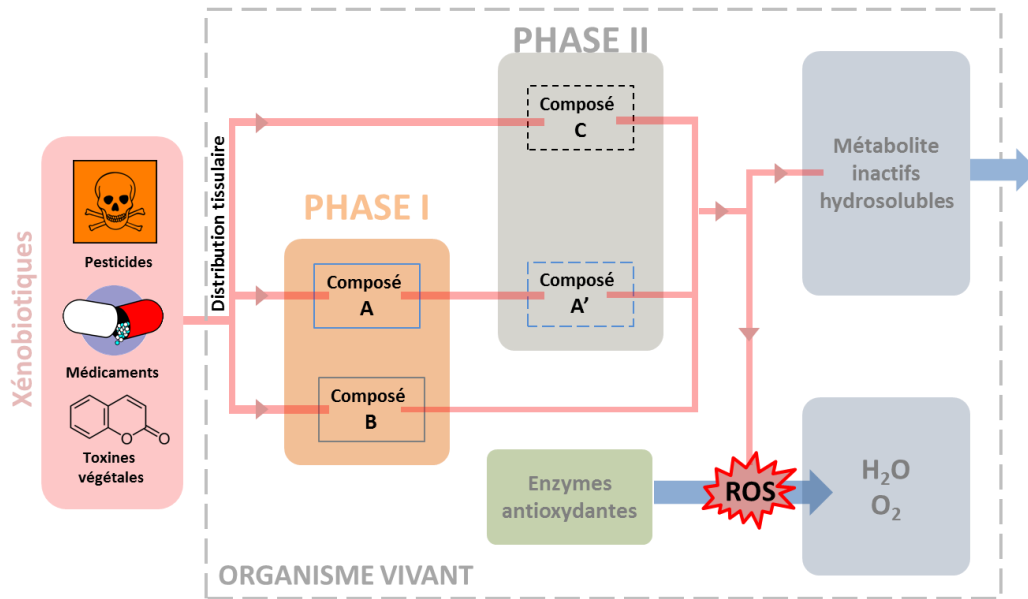 Xénobiotiques
Pesticides
Médicaments
O
O
Toxines
végétales
Distribution tissulaire
PHASE I
Composé
A
Composé
B
PHASE II
Composé
C
Composé
A’
Métabolite
inactifs
hydrosolubles
Enzymes
antioxydantes
ROS
H₂O
O₂
ORGANISME VIVANT